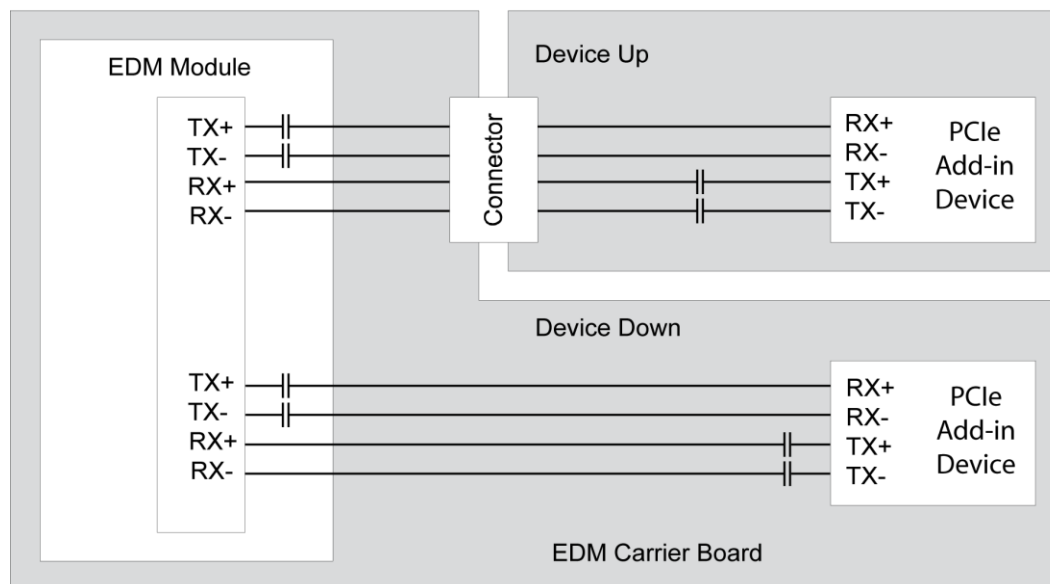 EDM Module
TX+
TX-
RX+
RX-
Connector
Device Up
RX+
RX-
TX+
TX-
PCIe
Add-in
Device
Device Down
TX+
TX-
RX+
RX-
RX+
RX-
TX+
TX-
PCIe
Add-in
Device
EDM Carrier Board